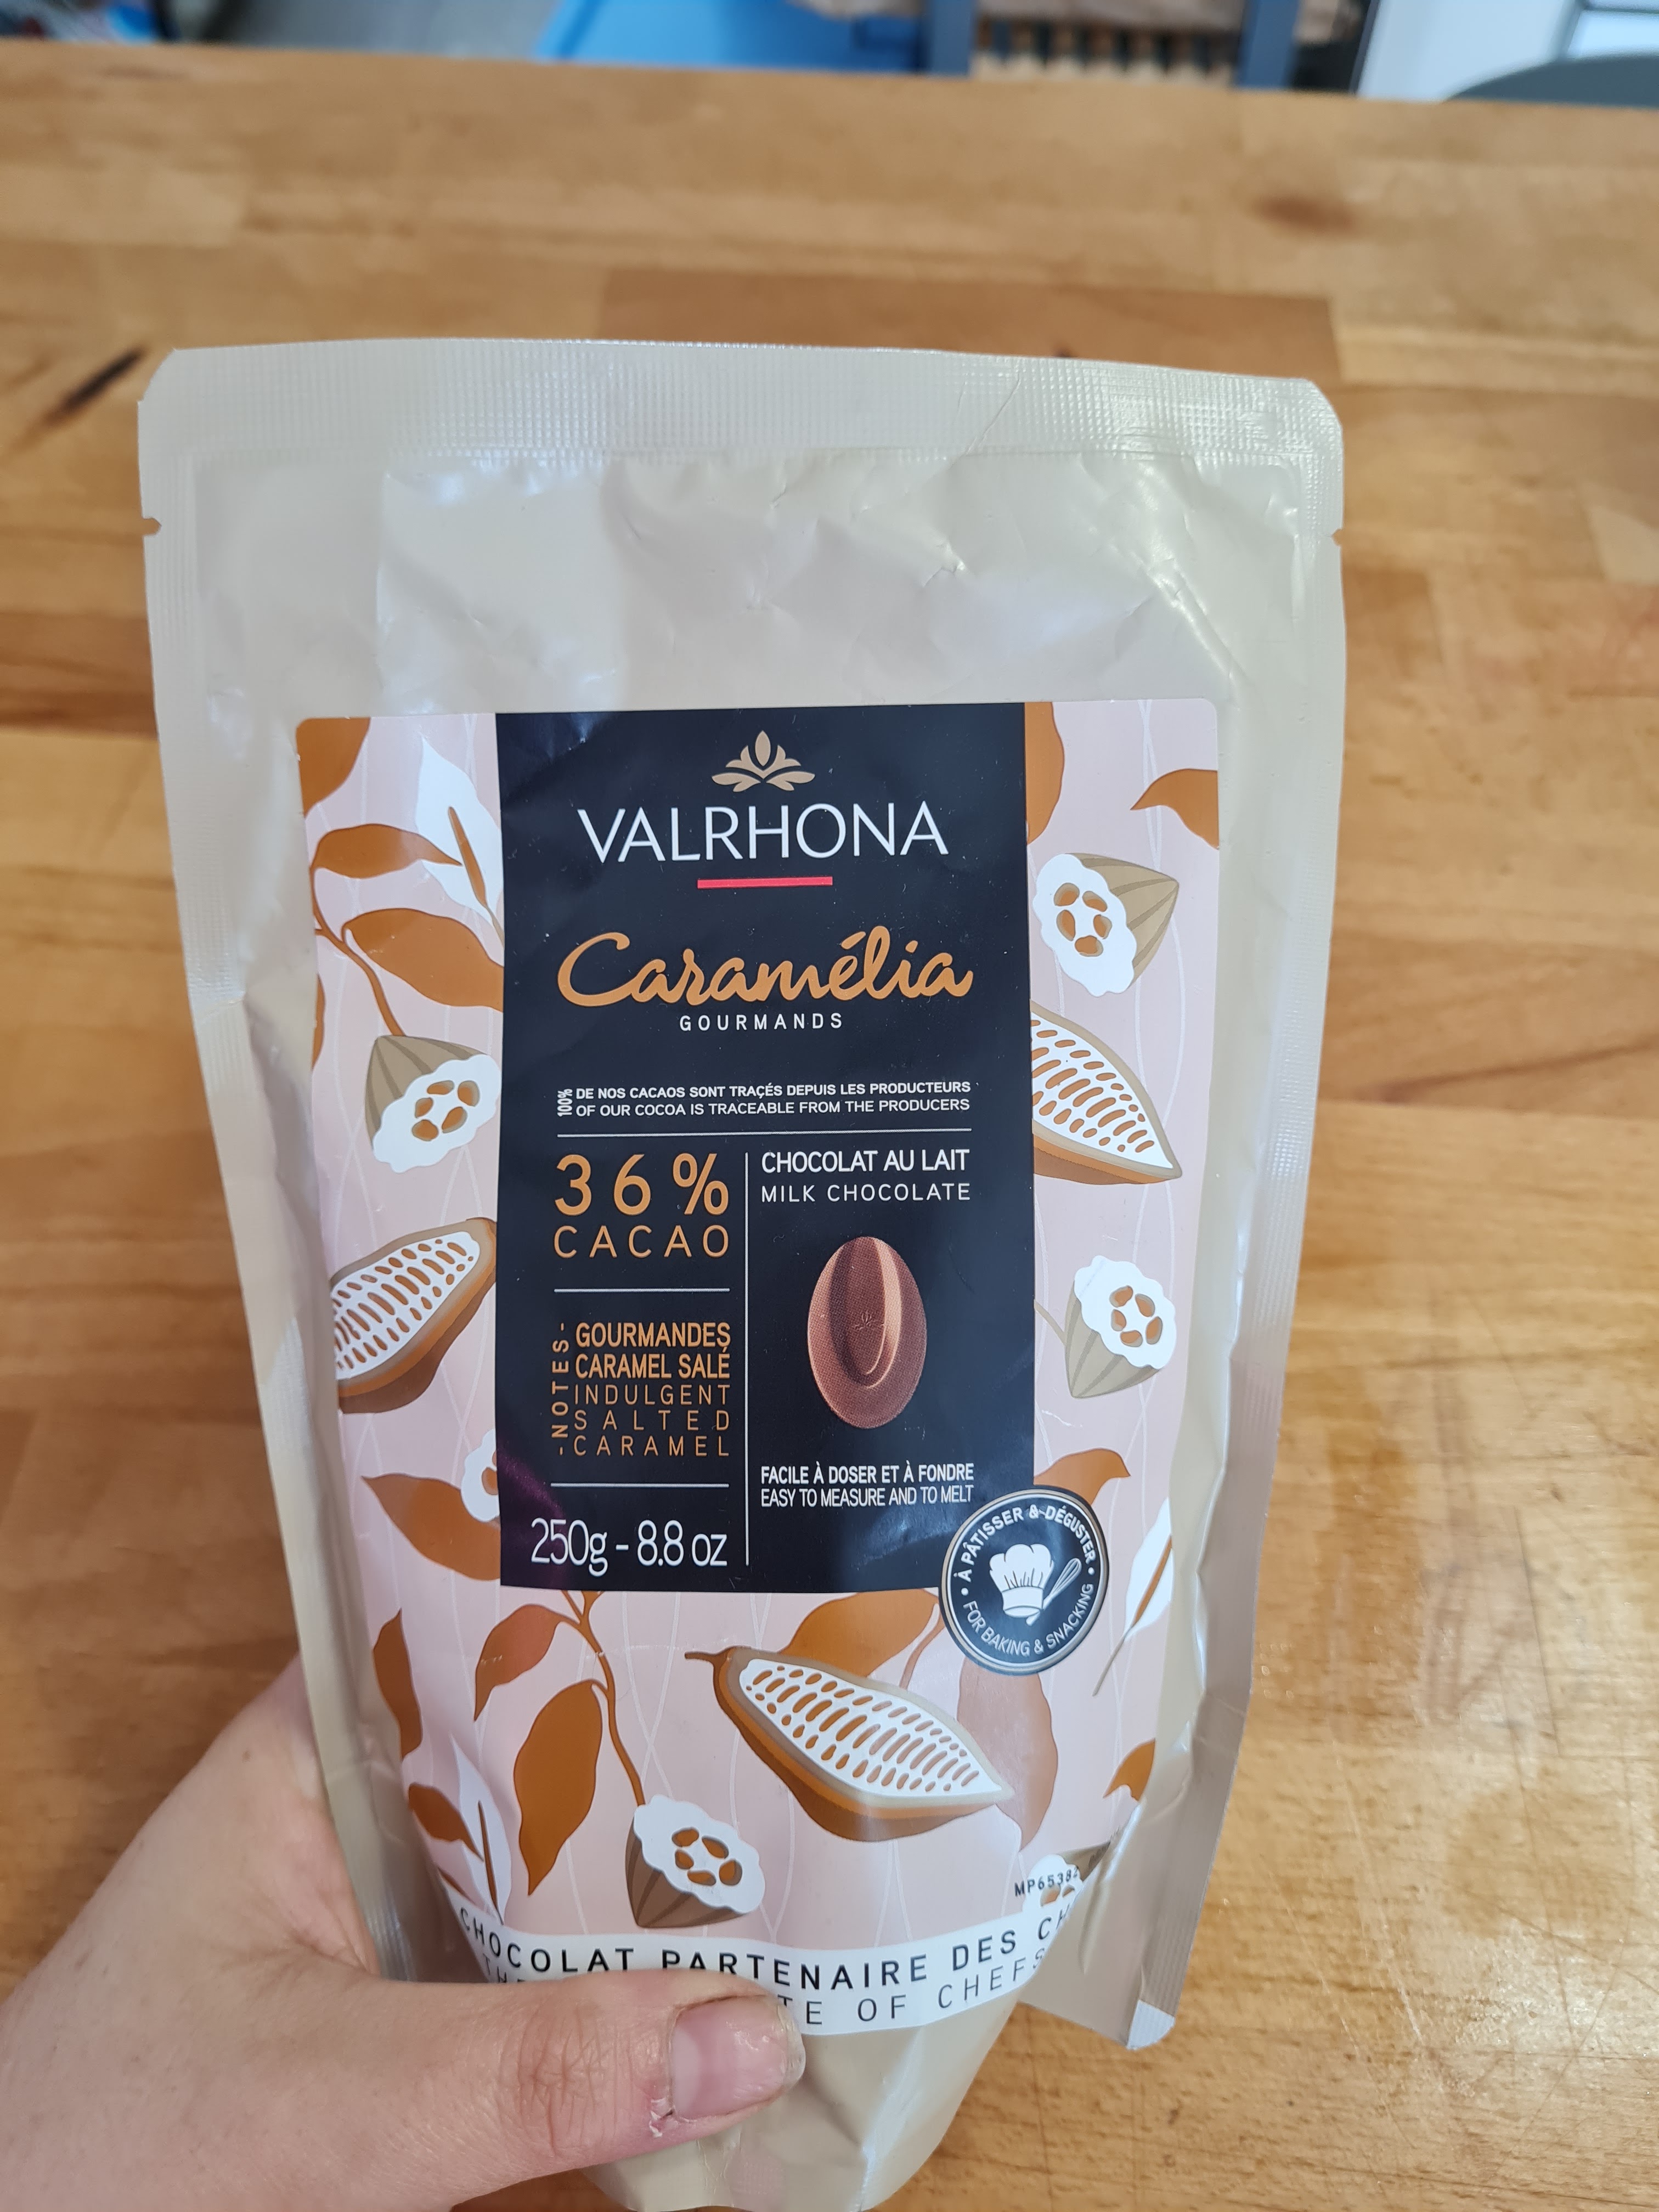 VALRHONA
Caramélia
GOURMANDS
100% DE NOS CACAOS SONT TRAÇÉS DEPUIS LES PRODUCTEURS
OF OUR COCOA IS TRACEABLE FROM THE PRODUCERS
36%
CACAO
CHOCOLAT AU LAIT
MILK CHOCOLATE
-NOTES-
GOURMANDES
CARAMEL SALÉ
INDULGENT
SALTED
CARAMEL
250g - 8.8 oz
FACILE À DOSER ET À FONDRE
EASY TO MEASURE AND TO MELT
• À PÂTISSER & DÉGUSTER •
FOR BAKING & SNACKING
CHOCOLAT PARTENAIRE DES
OF CHEFS